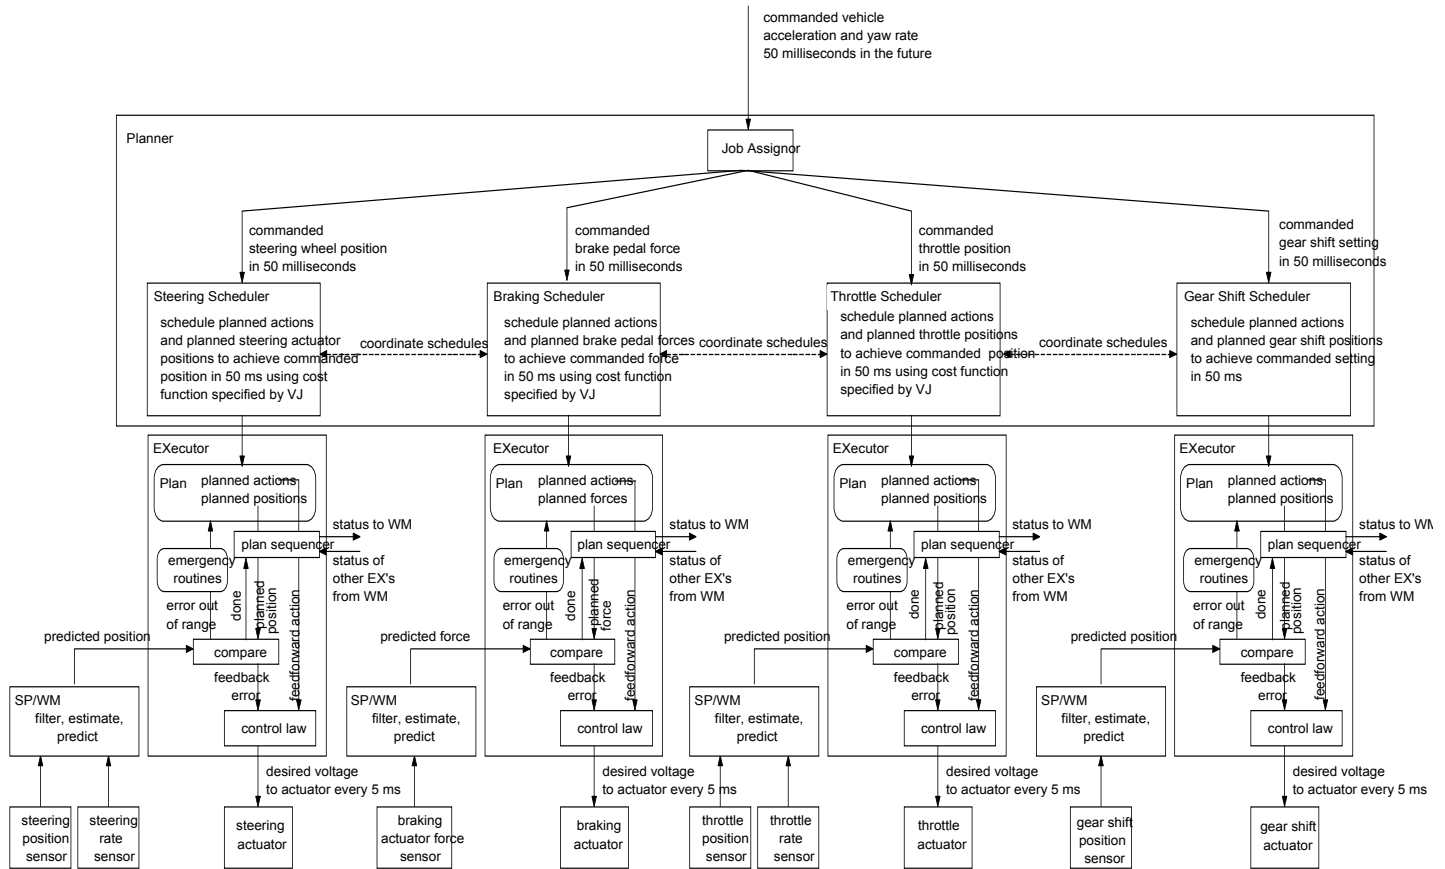 commanded vehicle
acceleration and yaw rate
50 milliseconds in the future
Planner
Job Assignor
commanded
steering wheel position
in 50 milliseconds
commanded
brake pedal force
in 50 milliseconds
commanded
throttle position
in 50 milliseconds
commanded
gear shift setting
in 50 milliseconds
Steering Scheduler
schedule planned actions
and planned steering actuator
positions to achieve commanded
position in 50 ms using cost
function specified by VJ
coordinate schedules
Braking Scheduler
schedule planned actions
and planned brake pedal forces
to achieve commanded force
in 50 ms using cost function
specified by VJ
coordinate schedules
Throttle Scheduler
schedule planned actions
and planned throttle positions
to achieve commanded position
in 50 ms using cost function
specified by VJ
coordinate schedules
Gear Shift Scheduler
schedule planned actions
and planned gear shift positions
to achieve commanded setting
in 50 ms
EXecutor
Plan
planned actions
planned positions
plan sequencer
status to WM
status of
other EX's
from WM
emergency
routines
error out
of range
done
planned
position
feedforward action
predicted position
compare
feedback
error
SP/WM
filter, estimate,
predict
control law
desired voltage
to actuator every 5 ms
steering
position
sensor
steering
rate
sensor
steering
actuator
EXecutor
Plan
planned actions
planned forces
plan sequencer
status to WM
status of
other EX's
from WM
emergency
routines
error out
of range
done
planned
force
feedforward action
predicted force
compare
feedback
error
SP/WM
filter, estimate,
predict
control law
desired voltage
to actuator every 5 ms
braking
actuator force
sensor
braking
actuator
EXecutor
Plan
planned actions
planned positions
plan sequencer
status to WM
status of
other EX's
from WM
emergency
routines
error out
of range
done
planned
position
feedforward action
predicted position
compare
feedback
error
SP/WM
filter, estimate,
predict
control law
desired voltage
to actuator every 5 ms
throttle
position
sensor
throttle
rate
sensor
throttle
actuator
EXecutor
Plan
planned actions
planned positions
plan sequencer
status to WM
status of
other EX's
from WM
emergency
routines
error out
of range
done
planned
position
feedforward action
predicted position
compare
feedback
error
SP/WM
filter, estimate,
predict
control law
desired voltage
to actuator every 5 ms
gear shift
position
sensor
gear shift
actuator